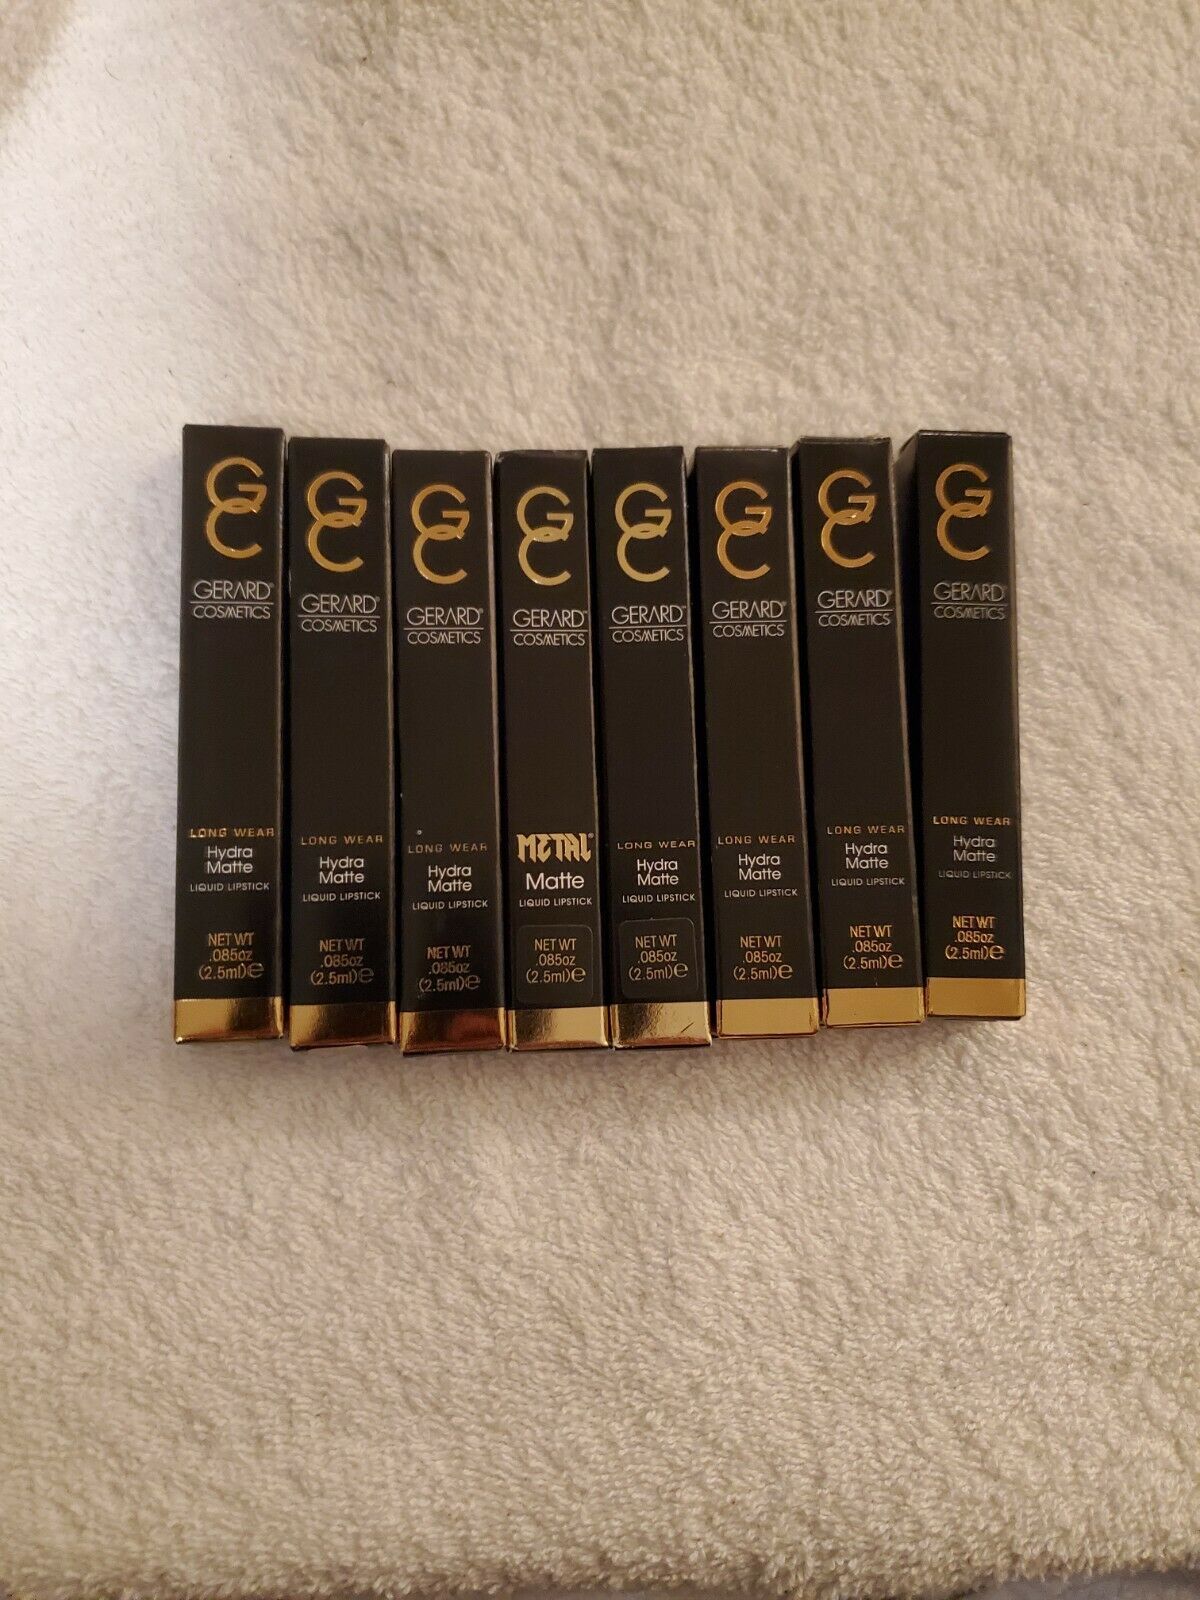 GC
GERARD®
COSMETICS
LONG WEAR
Hydra
Matte
LIQUID LIPSTICK
NET WT
.085oz
(2.5ml)e
GC
GERARD®
COSMETICS
LONG WEAR
Hydra
Matte
LIQUID LIPSTICK
NET WT
.085oz
(2.5ml)e
GC
GERARD®
COSMETICS
LONG WEAR
Hydra
Matte
LIQUID LIPSTICK
NET WT
.085oz
(2.5ml)e
GC
GERARD®
COSMETICS
METAL®
Matte
LIQUID LIPSTICK
NET WT
.085oz
(2.5ml)e
GC
GERARD®
COSMETICS
LONG WEAR
Hydra
Matte
LIQUID LIPSTICK
NET WT
.085oz
(2.5ml)e
GC
GERARD®
COSMETICS
LONG WEAR
Hydra
Matte
LIQUID LIPSTICK
NET WT
.085oz
(2.5ml)e
GC
GERARD®
COSMETICS
LONG WEAR
Hydra
Matte
LIQUID LIPSTICK
NET WT
.085oz
(2.5ml)e
GC
GERARD®
COSMETICS
LONG WEAR
Hydra
Matte
LIQUID LIPSTICK
NET WT
.085oz
(2.5ml)e